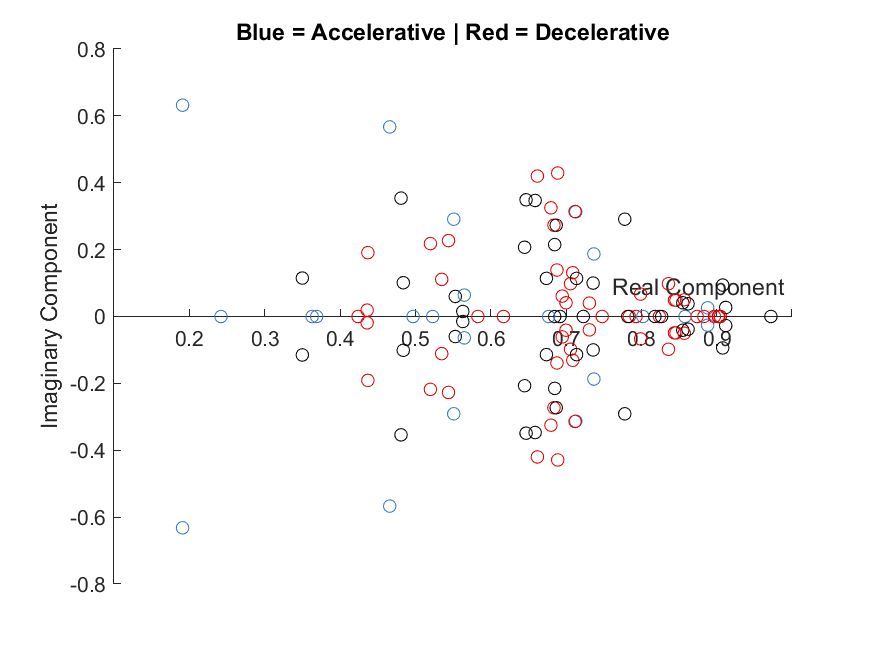 Blue = Accelerative | Red = Decelerative
0.8
0.6
0.4
0.2
0
-0.2
-0.4
-0.6
-0.8
Imaginary Component
Real Component
0.2 0.3 0.4 0.5 0.6 0.7 0.8 0.9